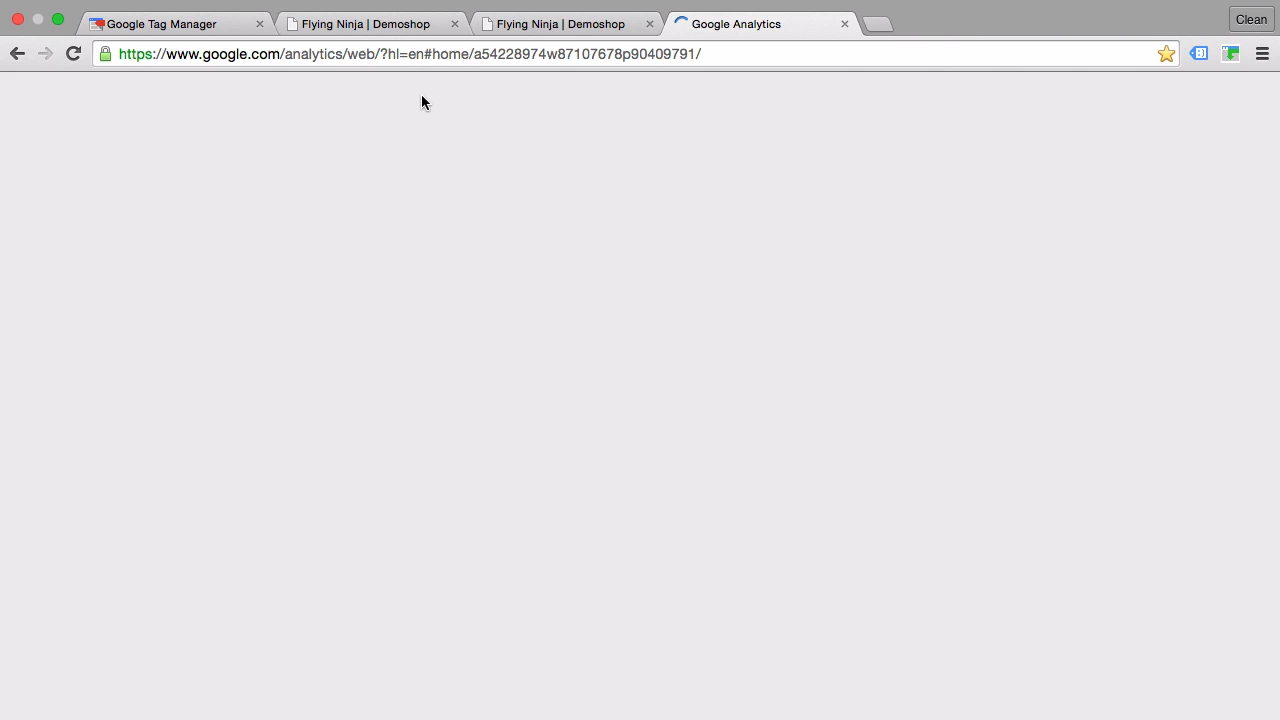 Google Tag Manager
Flying Ninja | Demoshop
Flying Ninja | Demoshop
Google Analytics
Clean
https://www.google.com/analytics/web/?hl=en#home/a54228974w87107678p90409791/